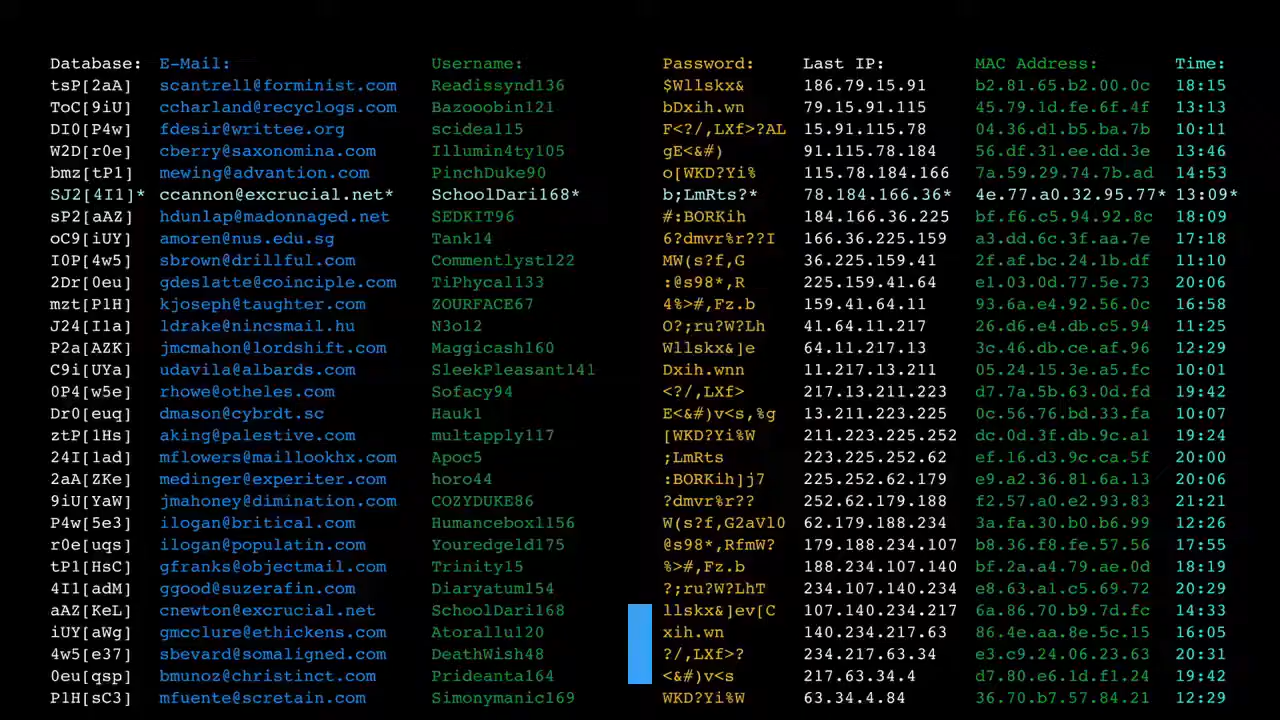 Database: E-Mail: Username: Password: Last IP: MAC Address: Time:
tsP[2aA] scantrell@forminist.com Readissynd136 $Wllskx& 186.79.15.91 b2.81.65.b2.00.0c 18:15
ToC[9iU] ccharland@recyclogs.com Bazooobin121 bDxih.wn 79.15.91.115 45.79.1d.fe.6f.4f 13:13
DI0[P4w] fdesir@writtee.org scidea115 F<?/,LXf>?AL 15.91.115.78 04.36.d1.b5.ba.7b 10:11
W2D[r0e] cberry@saxonomina.com Illumin4ty105 gE<&#) 91.115.78.184 56.df.31.ee.dd.3e 13:46
bmz[tP1] mewing@advantion.com PinchDuke90 o[WKD?Yi% 115.78.184.166 7a.59.29.74.7b.ad 14:53
SJ2[4I1]* ccannon@excrucial.net* SchoolDari168* b;LmRts?* 78.184.166.36* 4e.77.a0.32.95.77* 13:09*
sP2[aAZ] hdunlap@madonnaged.net SEDKIT96 #:BORKih 184.166.36.225 bf.f6.c5.94.92.8c 18:09
oC9[iUY] amoren@nus.edu.sg Tank14 6?dmvr%r??I 166.36.225.159 a3.dd.6c.3f.aa.7e 17:18
I0P[4w5] sbrown@drillful.com Commentlyst122 MW(s?f,G 36.225.159.41 2f.af.bc.24.1b.df 11:10
2Dr[0eu] gdeslatte@coinciple.com TiPhycal133 :@s98*,R 225.159.41.64 e1.03.0d.77.5e.73 20:06
mzt[P1H] kjoseph@taughter.com ZOURFACE67 4%>#,Fz.b 159.41.64.11 93.6a.e4.92.56.0c 16:58
J24[I1a] ldrake@nincsmail.hu N3o12 O?;ru?W?Lh 41.64.11.217 26.d6.e4.db.c5.94 11:25
P2a[AZK] jmcmahon@lordshift.com Maggicash160 Wllskx&]e 64.11.217.13 3c.46.db.ce.af.96 12:29
C9i[UYa] udavila@albards.com SleekPleasant141 Dxih.wnn 11.217.13.211 05.24.15.3e.a5.fc 10:01
0P4[w5e] rhowe@otheles.com Sofacy94 <?/,LXf> 217.13.211.223 d7.7a.5b.63.0d.fd 19:42
Dr0[euq] dmason@cybrdt.sc Hauk1 E<&#)v<s,%g 13.211.223.225 0c.56.76.bd.33.fa 10:07
ztP[1Hs] aking@palestive.com multapply117 [WKD?Yi%W 211.223.225.252 dc.0d.3f.db.9c.a1 19:24
24I[1ad] mflowers@maillookhx.com Apoc5 ;LmRts 223.225.252.62 ef.16.d3.9c.ca.5f 20:00
2aA[ZKe] medinger@experiter.com horo44 :BORKih]j7 225.252.62.179 e9.a2.36.81.6a.13 20:06
9iU[YaW] jmahoney@dimination.com COZYDUKE86 ?dmvr%r?? 252.62.179.188 f2.57.a0.e2.93.83 21:21
P4w[5e3] ilogan@british.com Humanceboxl156 W(s?f,G2aVl0 62.179.188.234 3a.fa.30.b0.b6.99 12:26
r0e[uqs] ilogan@populatin.com Youredgeld175 @s98*,RfmW? 179.188.234.107 b8.36.f8.fe.57.56 17:55
tP1[HsC] gfranks@objectmail.com Trinity15 %>#,Fz.b 188.234.107.140 bf.2a.a4.79.ae.0d 18:19
4I1[adM] ggood@suzerafin.com Diaryatum154 ?;ru?W?LhT 234.107.140.234 e8.63.a1.c5.69.72 20:29
aAZ[KeL] cnewton@excrucial.net SchoolDari168 llskx&]ev[C 107.140.234.217 6a.86.70.b9.7d.fc 14:33
iUY[aWg] gmcclure@ethickens.com Atorallu120 xih.wn 140.234.217.63 86.4e.aa.8e.5c.15 16:05
4w5[e37] sbevard@somaligned.com DeathWish48 ?/,LXf>? 234.217.63.34 e3.c9.24.06.23.63 20:31
0eu[qsp] bmunoz@christinct.com Prideanta164 <&#)v<s 217.63.34.4 d7.80.e6.1d.f1.24 19:42
P1H[sC3] mfuente@scretain.com Simonymanic169 WKD?Yi%W 63.34.4.84 36.70.b7.57.84.21 12:29